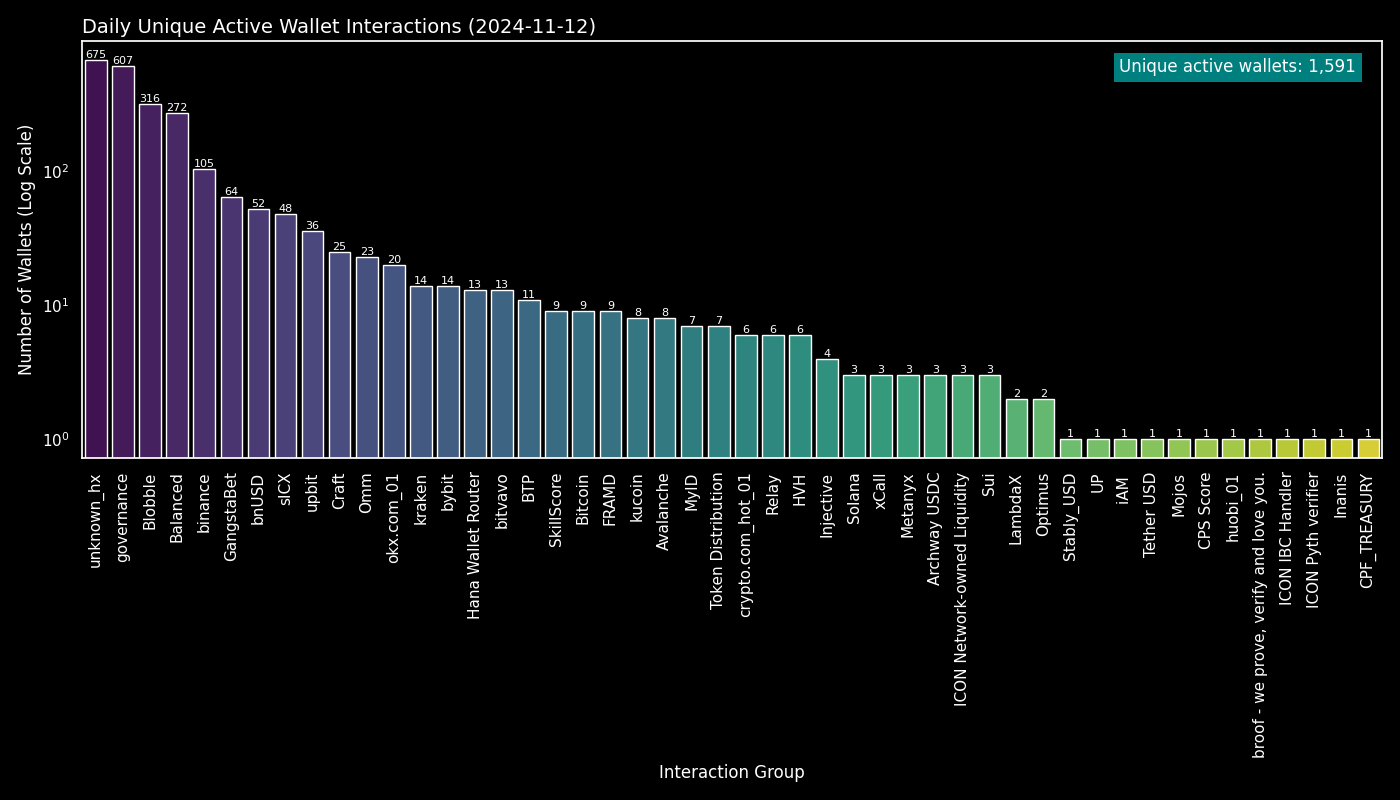 Daily Unique Active Wallet Interactions (2024-11-12)
Unique active wallets: 1,591
Number of Wallets (Log Scale)
10²
10¹
10⁰
675
607
316
272
105
64
52
48
36
25
23
20
14
14
13
13
11
9
9
9
8
8
7
7
6
6
6
4
3
3
3
3
3
3
2
2
1
1
1
1
1
1
1
1
1
1
1
1
unknown_hx
governance
Blobble
Balanced
binance
GangstaBet
bnUSD
sICX
upbit
Craft
Omm
okx.com_01
kraken
bybit
Hana Wallet Router
bitvavo
BTP
SkillScore
Bitcoin
FRAMD
kucoin
Avalanche
MyID
Token Distribution
crypto.com_hot_01
Relay
HVH
Injective
Solana
xCall
Metanyx
Archway USDC
ICON Network-owned Liquidity
Sui
LambdaX
Optimus
Stably_USD
UP
iAM
Tether USD
Mojos
CPS Score
huobi_01
broof - we prove, verify and love you.
ICON IBC Handler
ICON Pyth verifier
Inanis
CPF_TREASURY
Interaction Group